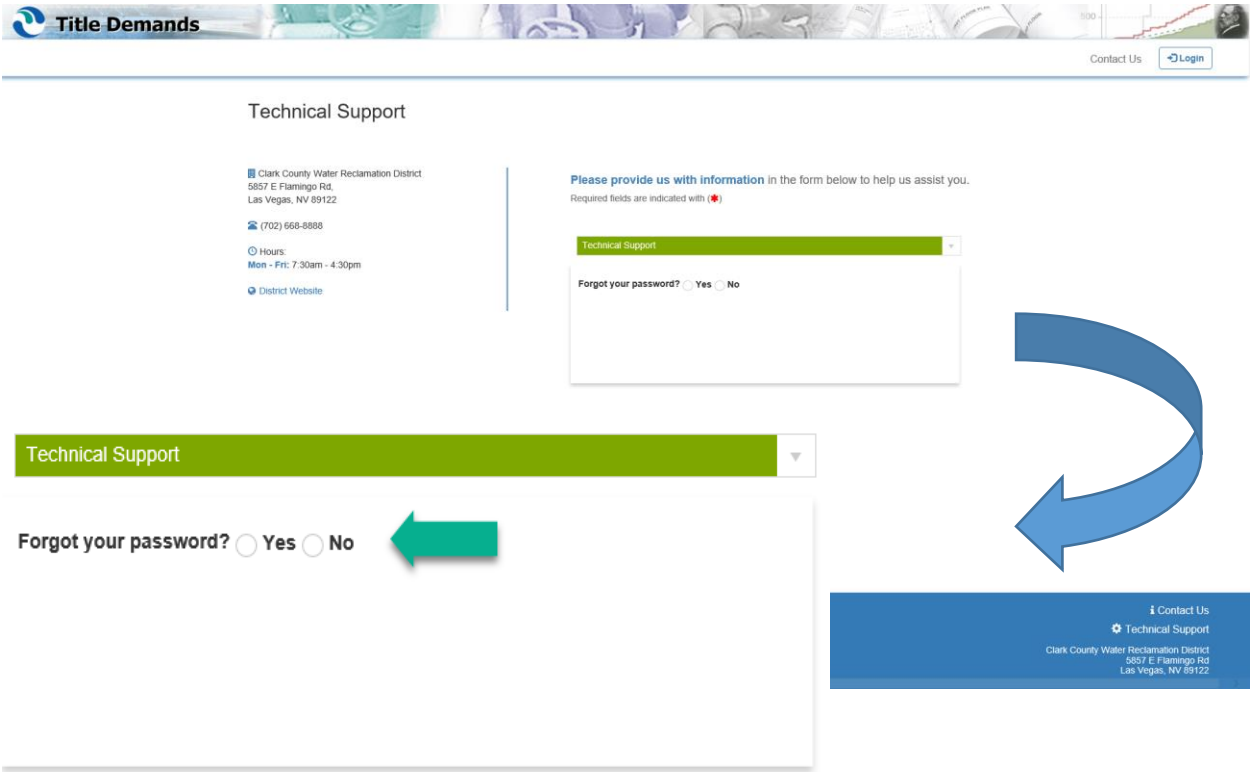 Title Demands
500
Contact Us
Login
Technical Support
Clark County Water Reclamation District
5857 E Flamingo Rd,
Las Vegas, NV 89122
(702) 668-8888
Hours:
Mon - Fri: 7:30am - 4:30pm
District Website
Please provide us with information in the form below to help us assist you.
Required fields are indicated with (✱)
Technical Support
Forgot your password? Yes No
Technical Support
Forgot your password? Yes No
Contact Us
Technical Support
Clark County Water Reclamation District
5857 E Flamingo Rd
Las Vegas, NV 89122